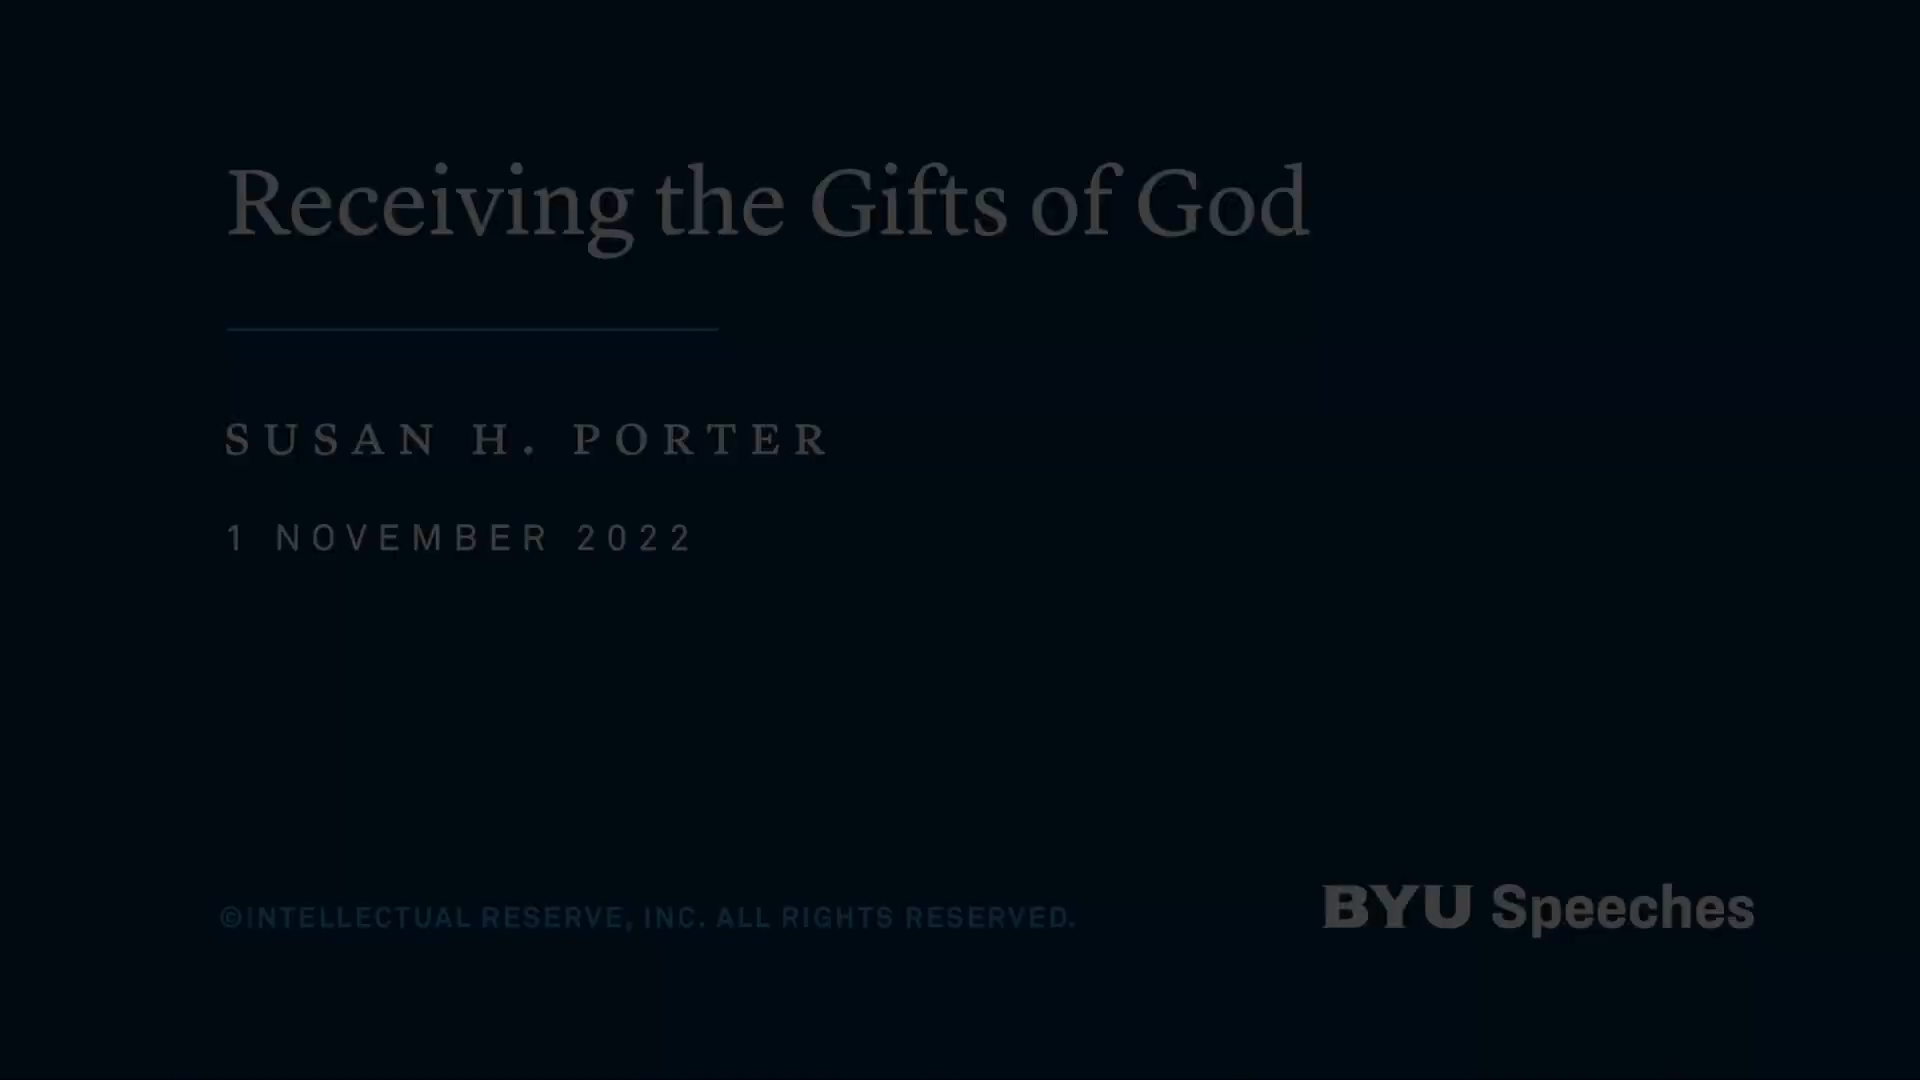 Receiving the Gifts of God
SUSAN H. PORTER
1 NOVEMBER 2022
©INTELLECTUAL RESERVE, INC. ALL RIGHTS RESERVED.
BYU Speeches